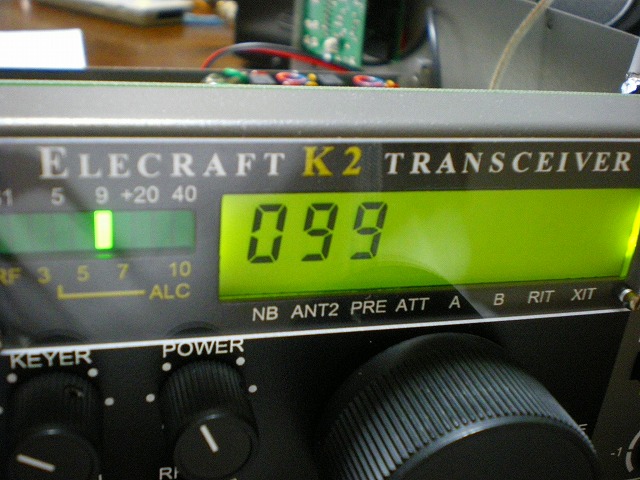 ELECRAFT K2 TRANSCEIVER
5 9 +20 40
099
RF 3 5 7 10
ALC
NB ANT2 PRE ATT A B RIT XIT
KEYER POWER
-1